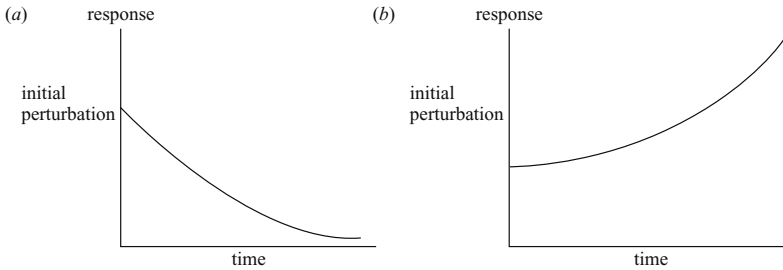 (a)
response
initial
perturbation
time
(b)
response
initial
perturbation
time